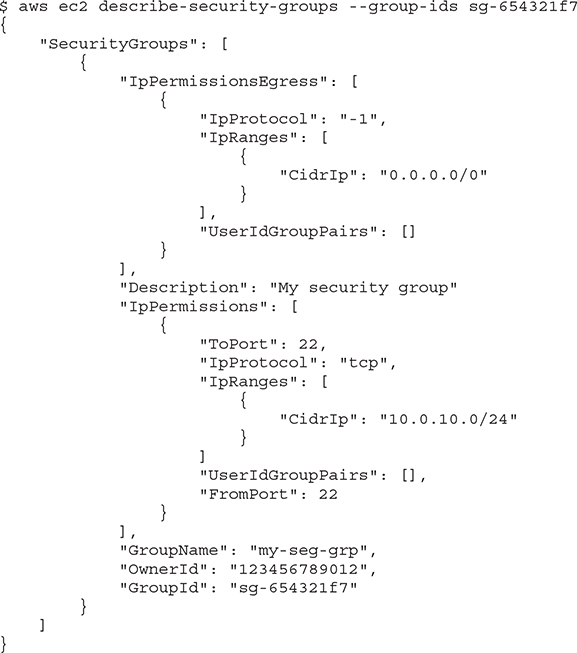 $ aws ec2 describe-security-groups --group-ids sg-654321f7
{
    "SecurityGroups": [
        {
            "IpPermissionsEgress": [
                {
                    "IpProtocol": "-1",
                    "IpRanges": [
                        {
                            "CidrIp": "0.0.0.0/0"
                        }
                    ],
                    "UserIdGroupPairs": []
                }
            ],
            "Description": "My security group"
            "IpPermissions": [
                {
                    "ToPort": 22,
                    "IpProtocol": "tcp",
                    "IpRanges": [
                        {
                            "CidrIp": "10.0.10.0/24"
                        }
                    ]
                    "UserIdGroupPairs": [],
                    "FromPort": 22
                }
            ],
            "GroupName": "my-seg-grp",
            "OwnerId": "123456789012",
            "GroupId": "sg-654321f7"
        }
    ]
}